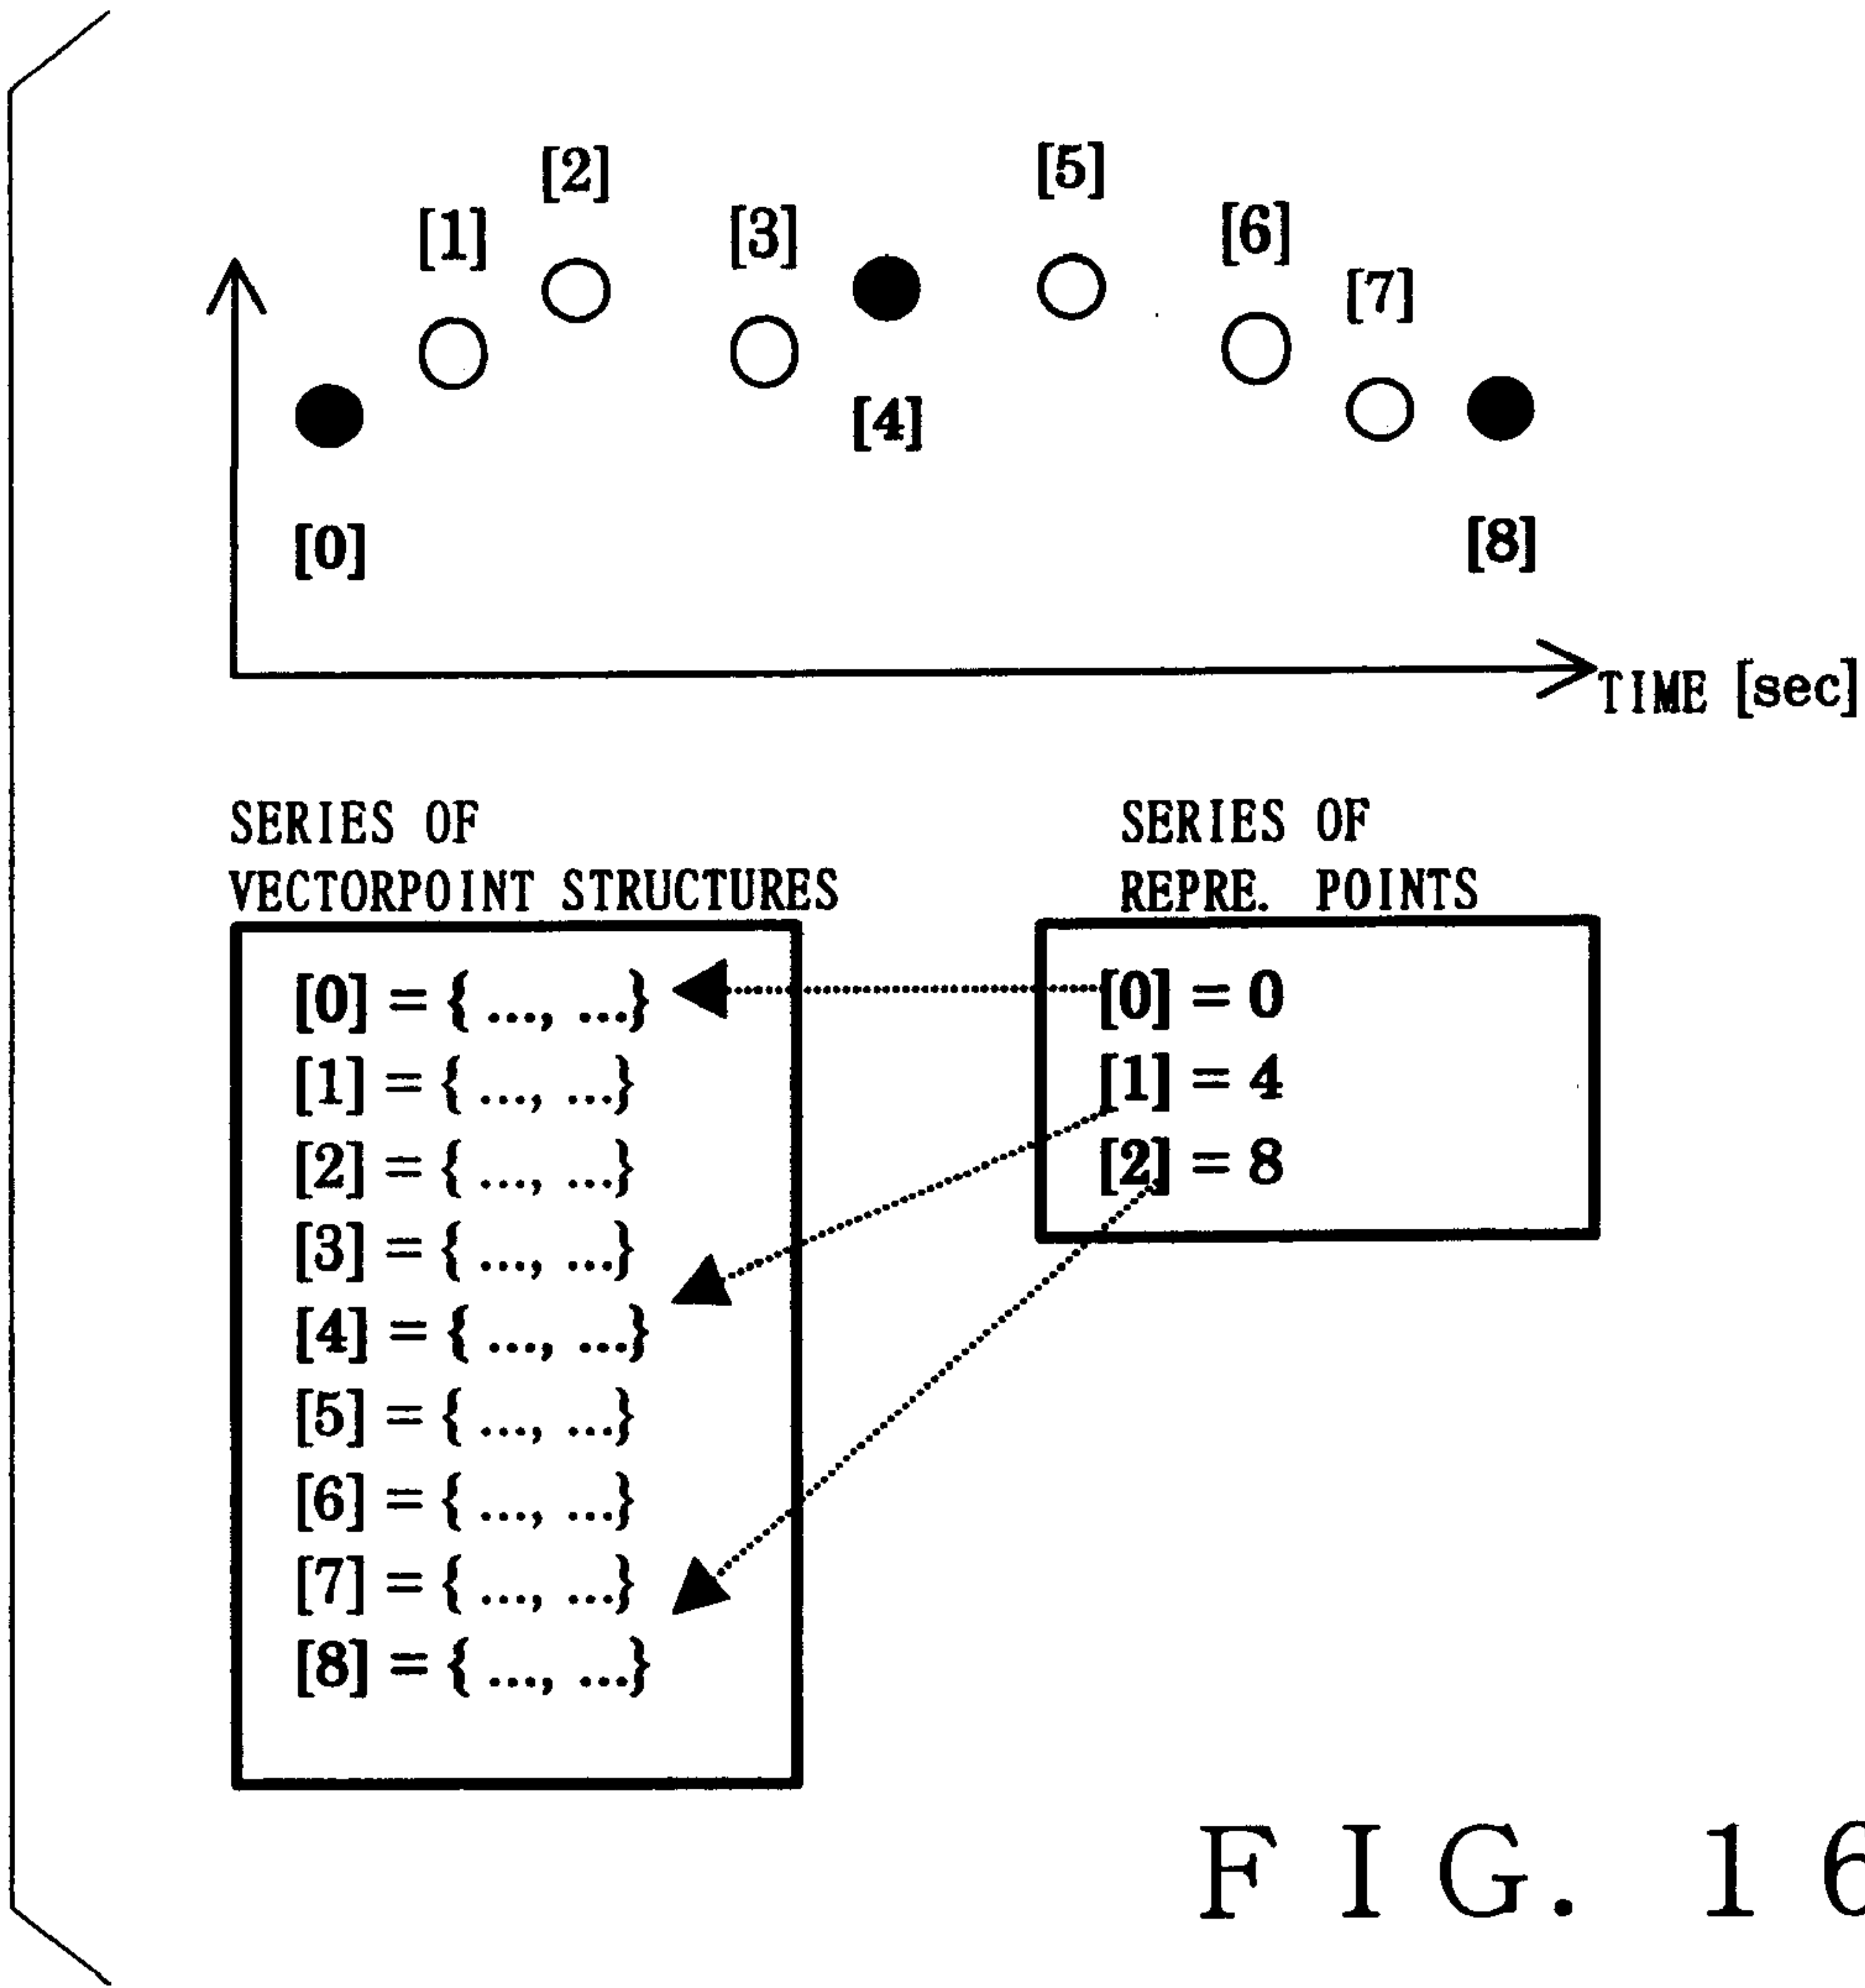 [2]
[5]
[1]
[3]
[6]
[7]
[4]
[0]
[8]
TIME [sec]
SERIES OF
VECTORPOINT STRUCTURES
[0] = { ..., ...}
[1] = { ..., ...}
[2] = { ..., ...}
[3] = { ..., ...}
[4] = { ..., ...}
[5] = { ..., ...}
[6] = { ..., ...}
[7] = { ..., ...}
[8] = { ..., ...}
SERIES OF
REPRE. POINTS
[0] = 0
[1] = 4
[2] = 8
FIG. 16